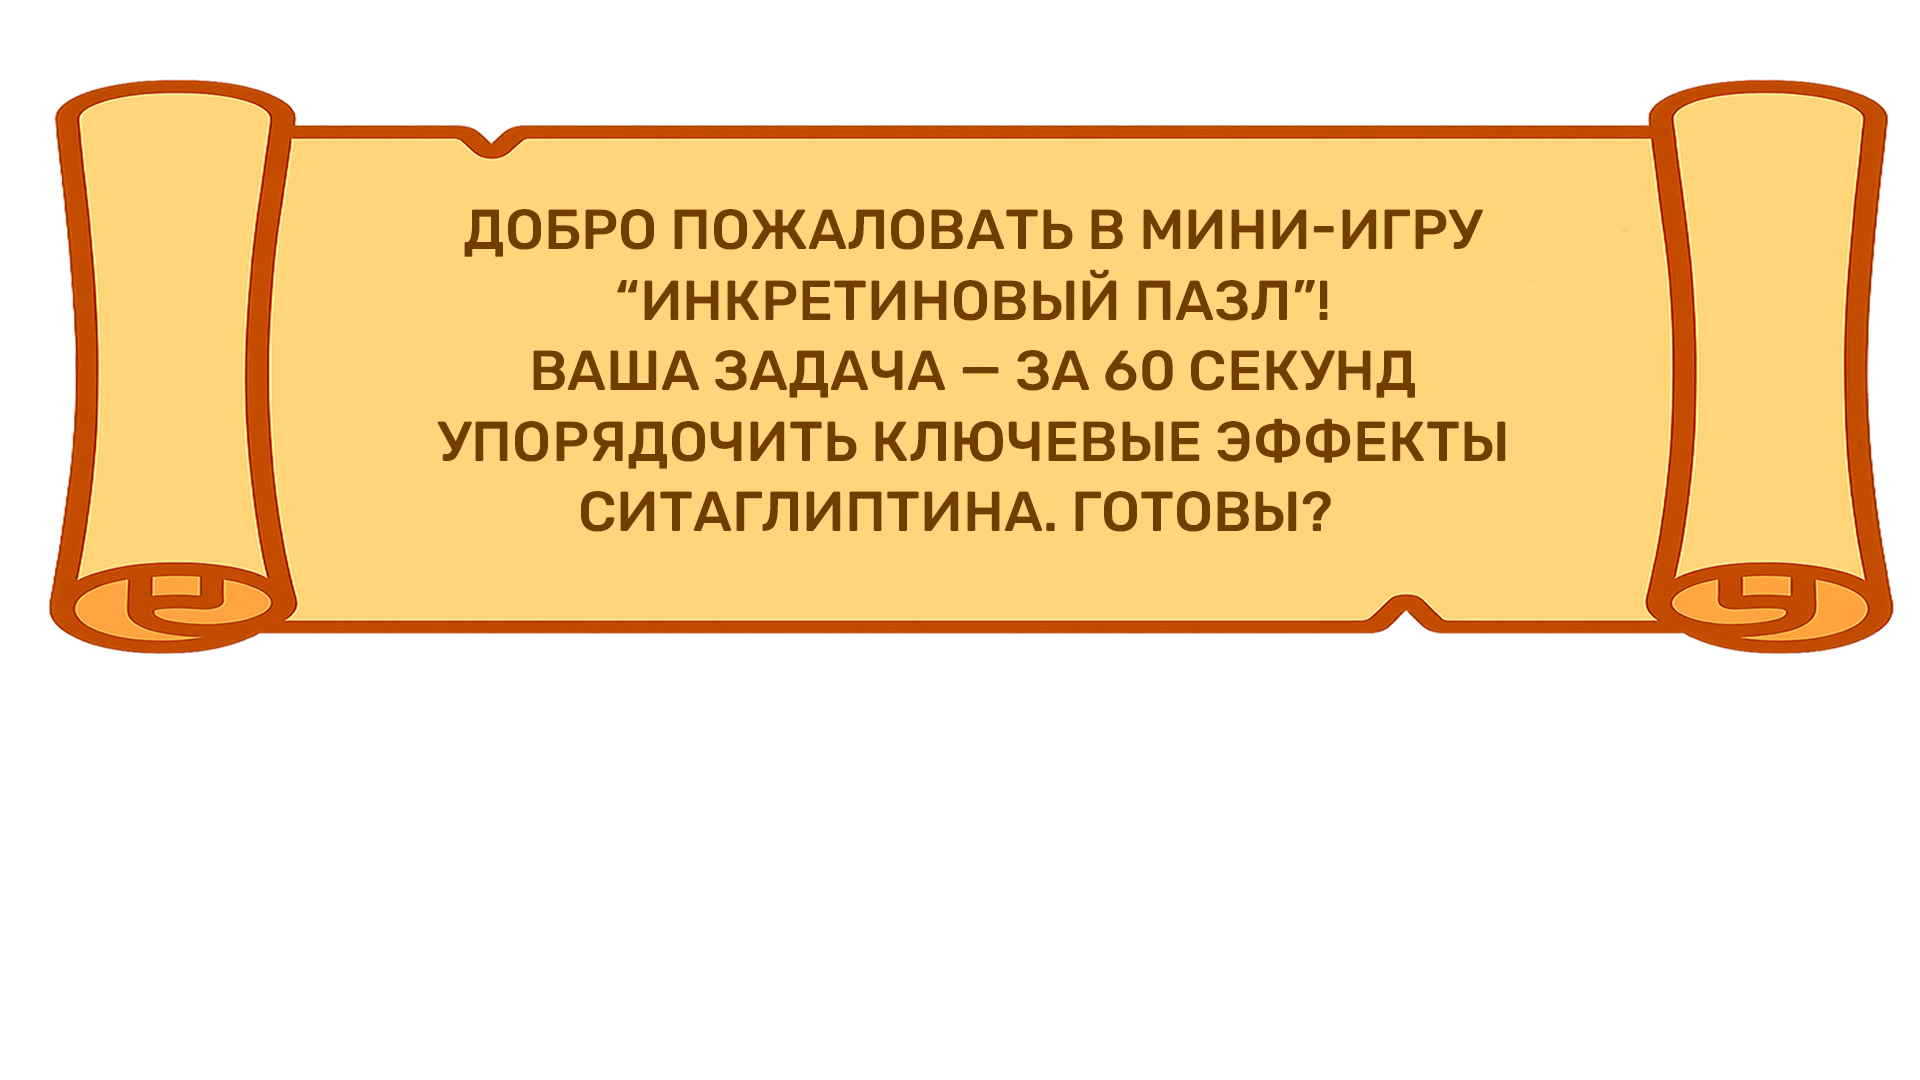 ДОБРО ПОЖАЛОВАТЬ В МИНИ-ИГРУ
“ИНКРЕТИНОВЫЙ ПАЗЛ”!
ВАША ЗАДАЧА — ЗА 60 СЕКУНД
УПОРЯДОЧИТЬ КЛЮЧЕВЫЕ ЭФФЕКТЫ
СИТАГЛИПТИНА. ГОТОВЫ?